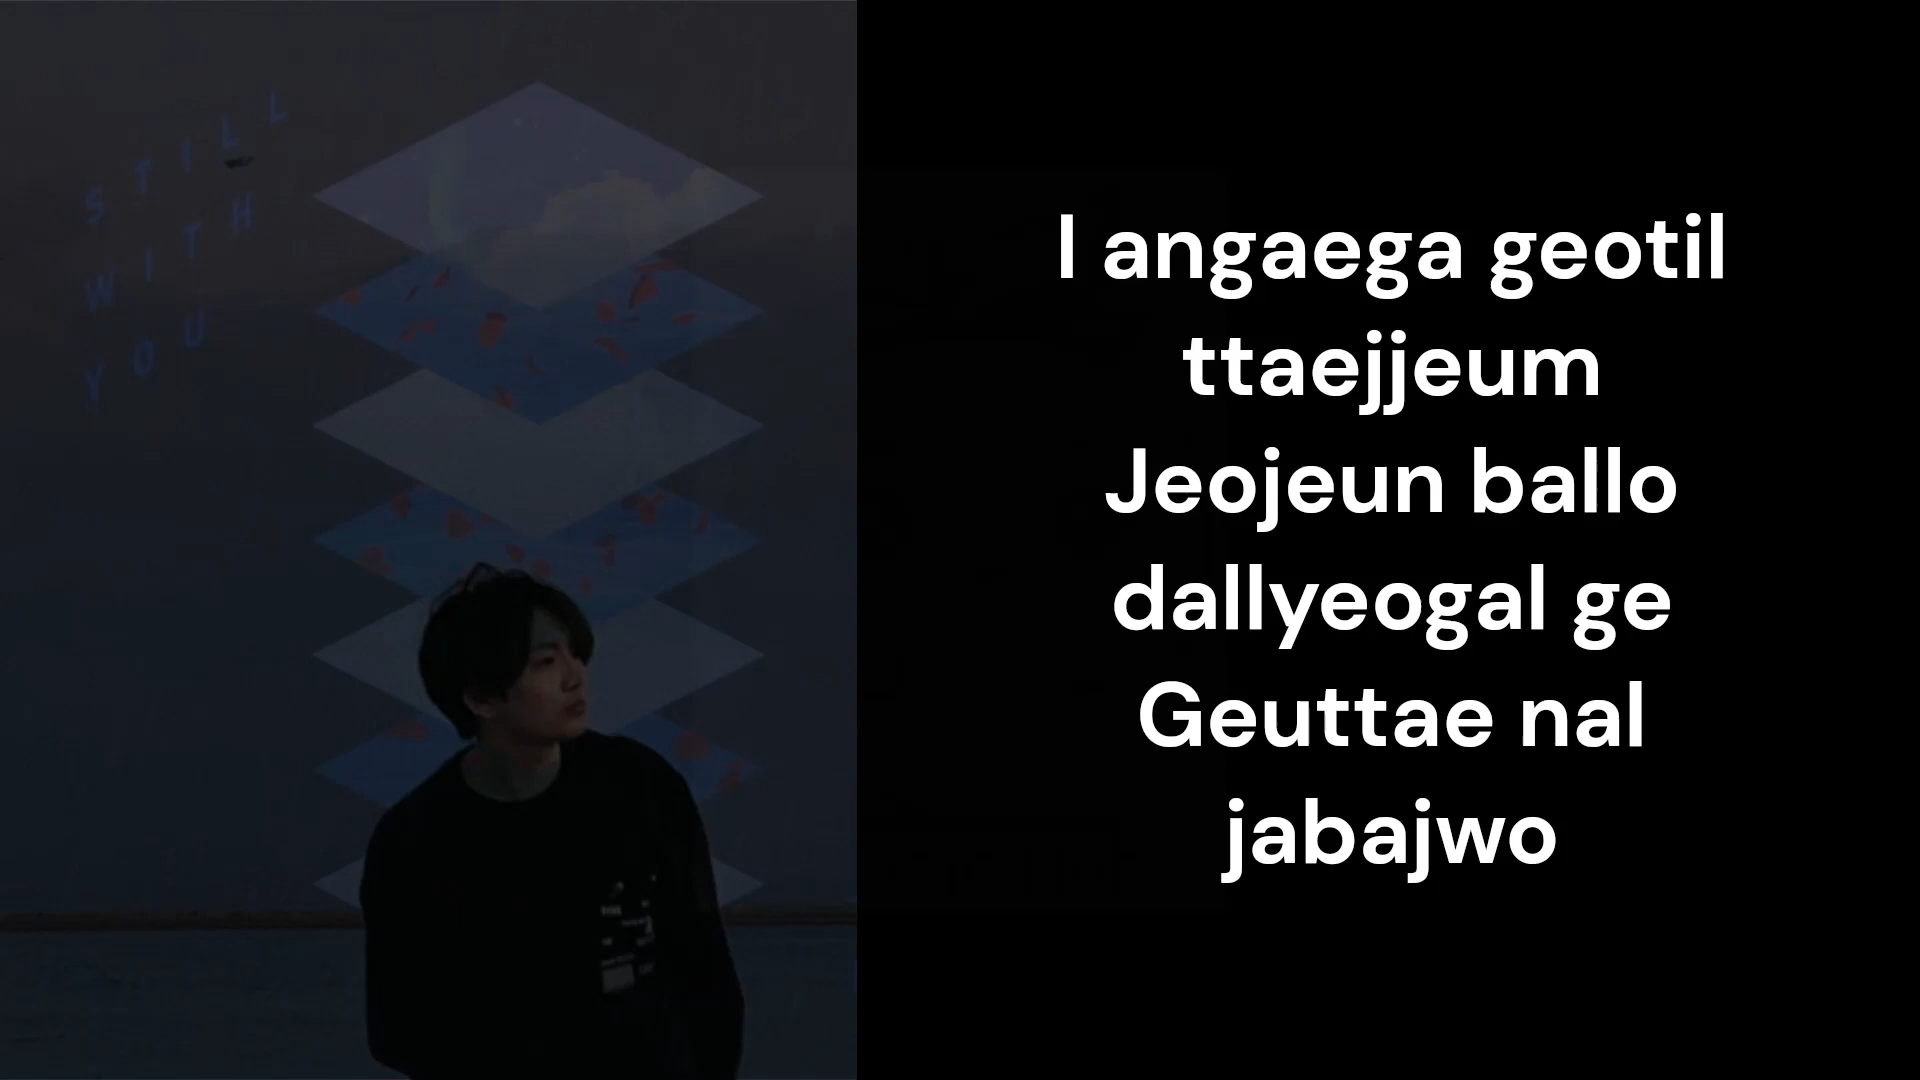 STILL
WITH
YOU
I angaega geotil
ttaejjeum
Jeojeun ballo
dallyeogal ge
Geuttae nal
jabajwo